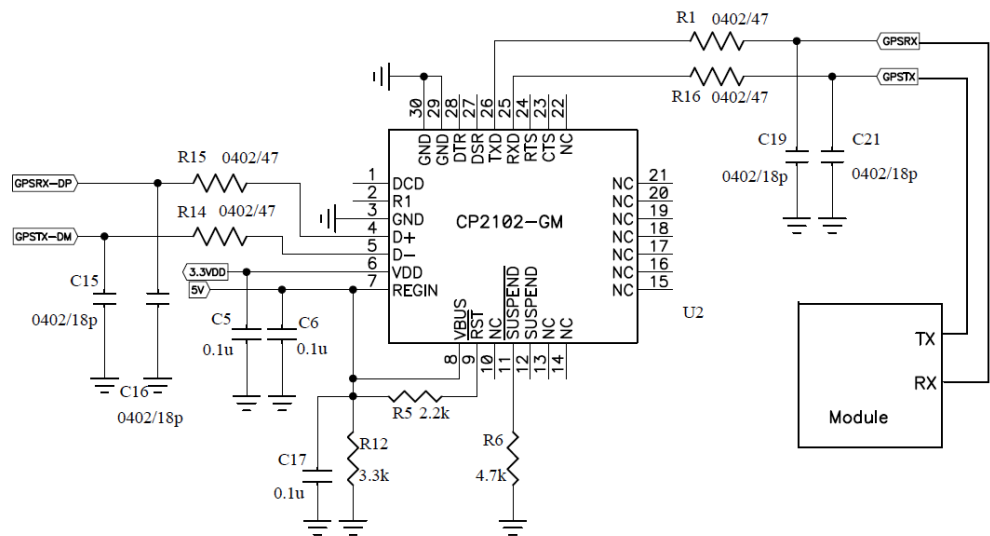 R1 0402/47
GPSRX
GPSTX
R16 0402/47
30 29 28 27 26 25 24 23 22
GND GND DTR DSR TXD RXD RTS CTS NC
C19
0402/18p
C21
0402/18p
R15 0402/47
GPSRX-DP
R14 0402/47
GPSTX-DM
1 DCD
2 R1
3 GND
4 D+
5 D-
6 VDD
7 REGIN
CP2102-GM
NC 21
NC 20
NC 19
NC 18
NC 17
NC 16
NC 15
U2
3.3VDD
5V
C15
0402/18p
C16
0402/18p
C5
0.1u
C6
0.1u
VBUS RST NC SUSPEND SUSPEND NC NC
8 9 10 11 12 13 14
R5 2.2k
R12
3.3k
C17
0.1u
R6
4.7k
TX
RX
Module